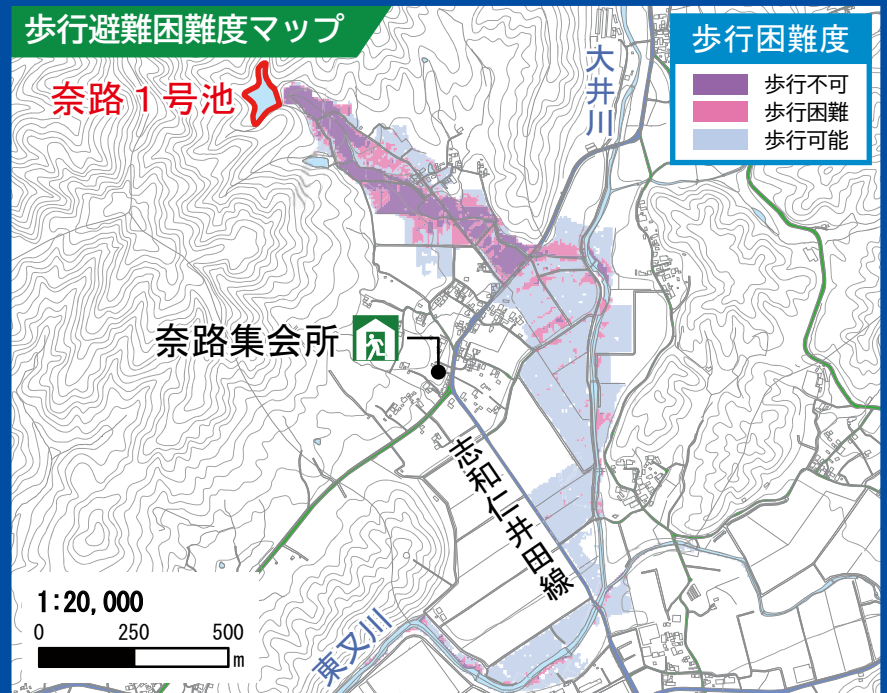 歩行避難困難度マップ
歩行困難度
歩行不可
歩行困難
歩行可能
奈路1号池
大井川
奈路集会所
志和仁井田線
東又川
1:20,000
0 250 500
m